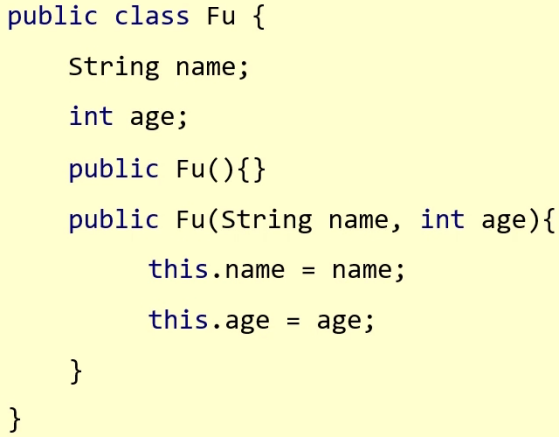 public class Fu {
    String name;
    int age;
    public Fu(){}
    public Fu(String name, int age){
        this.name = name;
        this.age = age;
    }
}